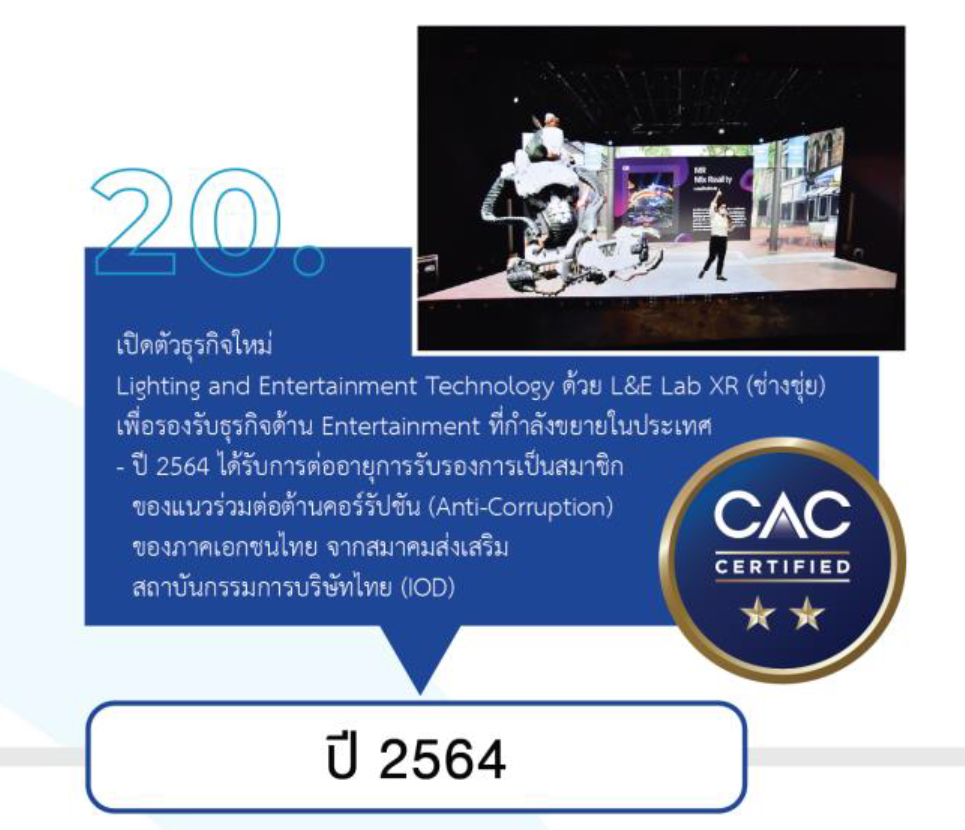 20.
MR
Mix Reality
เปิดตัวธุรกิจใหม่
Lighting and Entertainment Technology ด้วย L&E Lab XR (ช่างชุ่ย)
เพื่อรองรับธุรกิจด้าน Entertainment ที่กำลังขยายในประเทศ
- ปี 2564 ได้รับการต่ออายุการรับรองการเป็นสมาชิก
ของแนวร่วมต่อต้านคอร์รัปชัน (Anti-Corruption)
ของภาคเอกชนไทย จากสมาคมส่งเสริม
สถาบันกรรมการบริษัทไทย (IOD)
CAC
CERTIFIED
ปี 2564